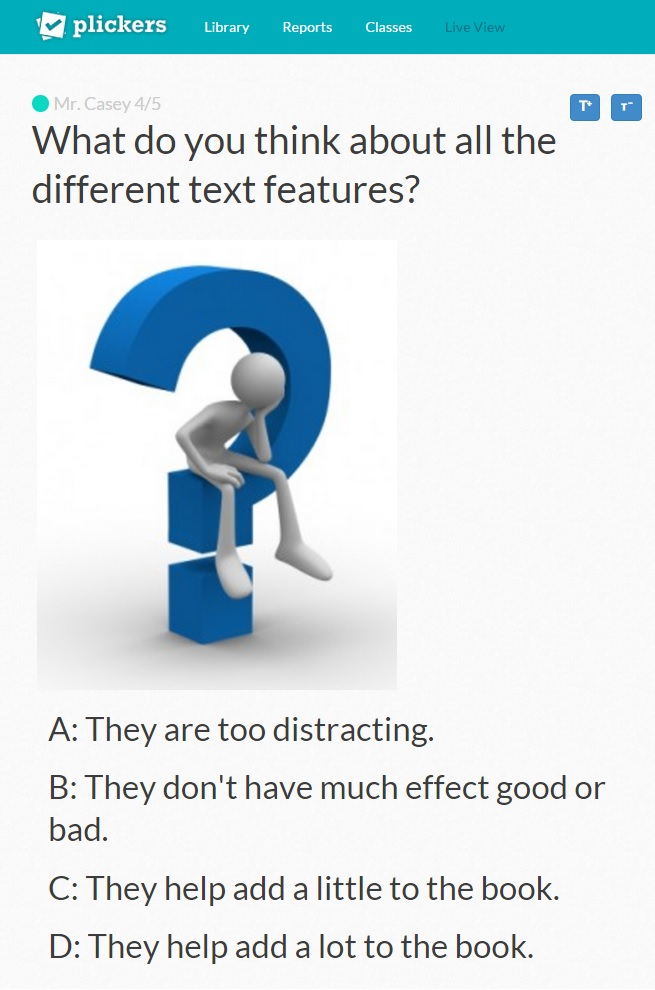 plickers Library Reports Classes Live View
Mr. Casey 4/5
T+ T-
What do you think about all the
different text features?
A: They are too distracting.
B: They don't have much effect good or
bad.
C: They help add a little to the book.
D: They help add a lot to the book.